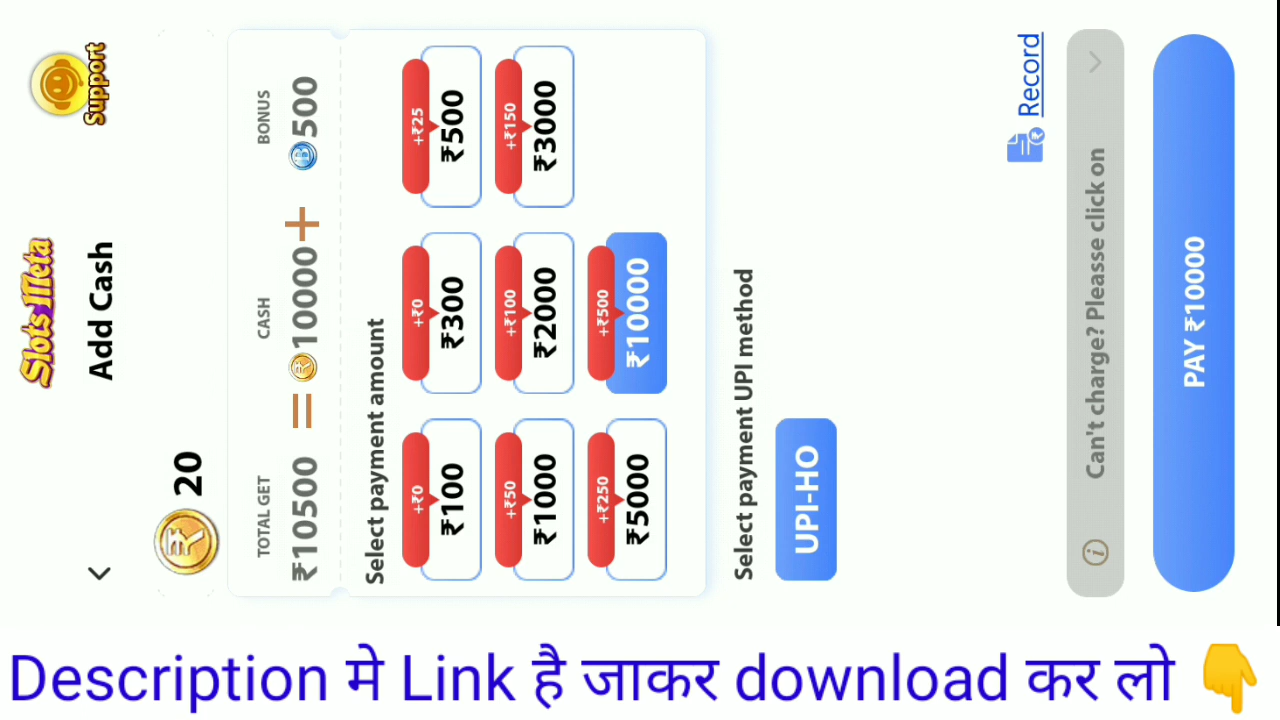 Slots Meta
Support
Add Cash
20
TOTAL GET CASH BONUS
₹10500 = 10000 + 500
Select payment amount
+₹0 +₹0 +₹25
₹100 ₹300 ₹500
+₹50 +₹100 +₹150
₹1000 ₹2000 ₹3000
+₹250 +₹500
₹5000 ₹10000
Select payment UPI method
UPI-HO
Record
Can't charge? Pleasse click on
PAY ₹10000
Description मे Link है जाकर download कर लो 👇